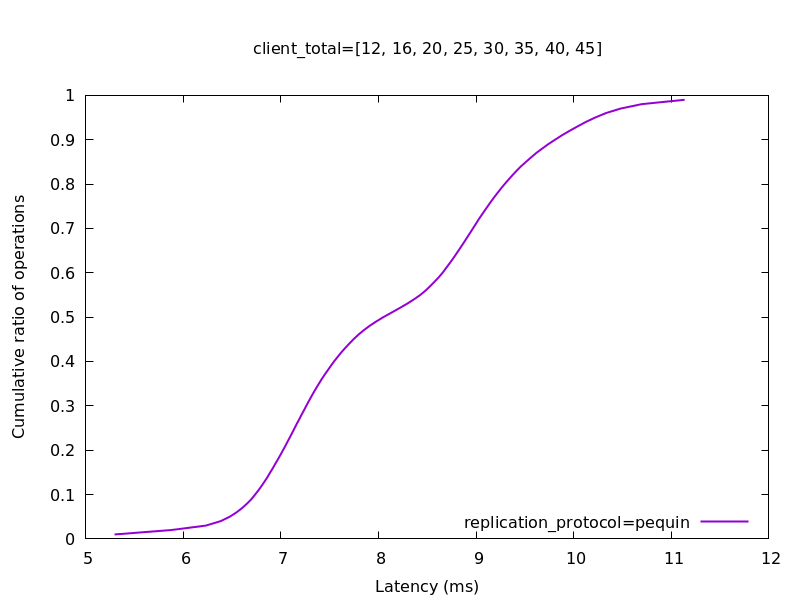 client_total=[12, 16, 20, 25, 30, 35, 40, 45]
1
0.9
0.8
0.7
0.6
0.5
0.4
0.3
0.2
0.1
0
Cumulative ratio of operations
replication_protocol=pequin
5 6 7 8 9 10 11 12
Latency (ms)